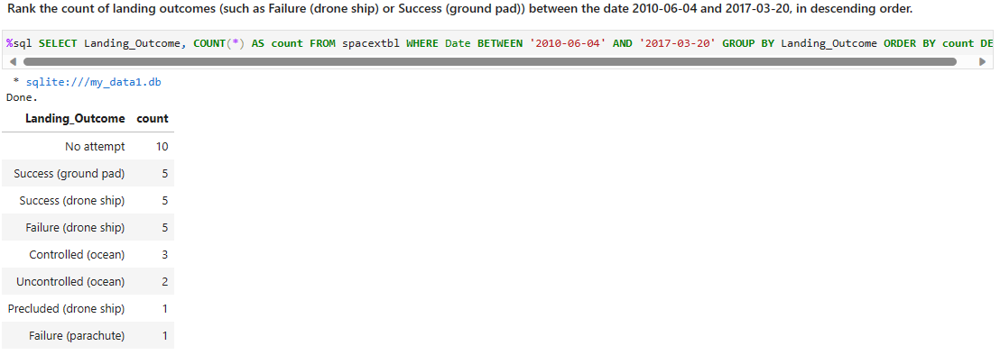 Rank the count of landing outcomes (such as Failure (drone ship) or Success (ground pad)) between the date 2010-06-04 and 2017-03-20, in descending order.
%sql SELECT Landing_Outcome, COUNT(*) AS count FROM spacextbl WHERE Date BETWEEN '2010-06-04' AND '2017-03-20' GROUP BY Landing_Outcome ORDER BY count DE
* sqlite:///my_data1.db
Done.
Landing_Outcome count
No attempt 10
Success (ground pad) 5
Success (drone ship) 5
Failure (drone ship) 5
Controlled (ocean) 3
Uncontrolled (ocean) 2
Precluded (drone ship) 1
Failure (parachute) 1